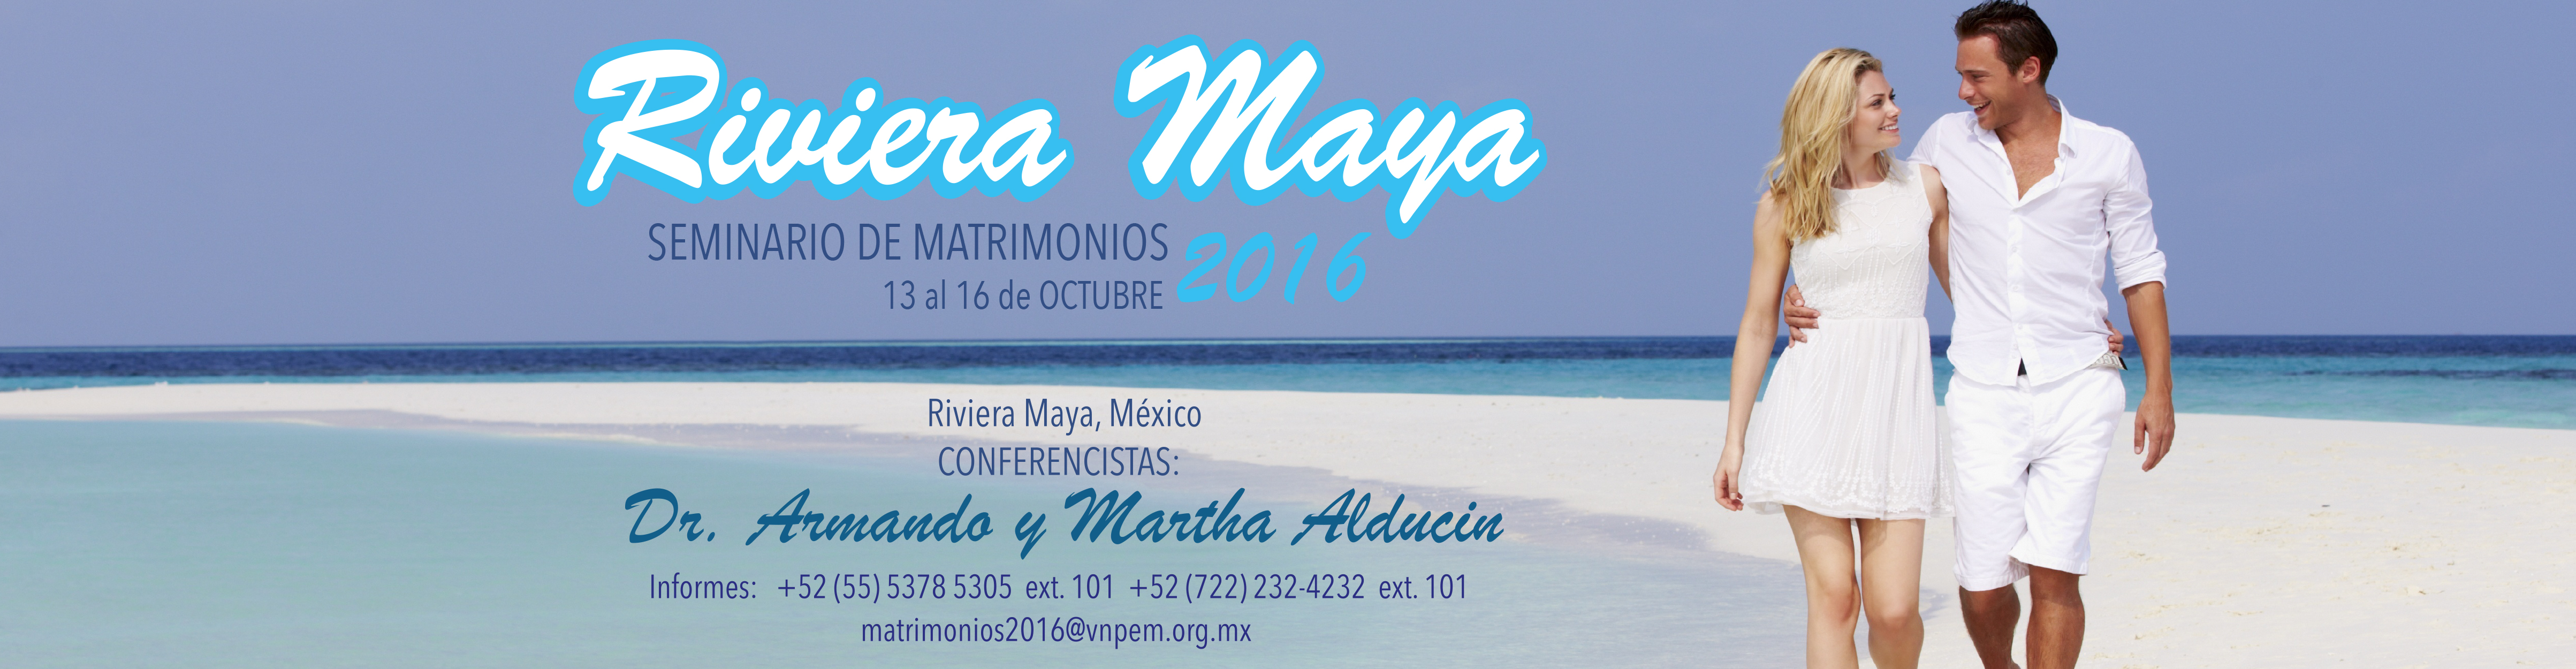 Riviera Maya
SEMINARIO DE MATRIMONIOS 2016
13 al 16 de OCTUBRE
Riviera Maya, México
CONFERENCISTAS:
Dr. Armando y Martha Alducin
Informes: +52 (55) 5378 5305 ext. 101 +52 (722) 232-4232 ext. 101
matrimonios2016@vnpem.org.mx